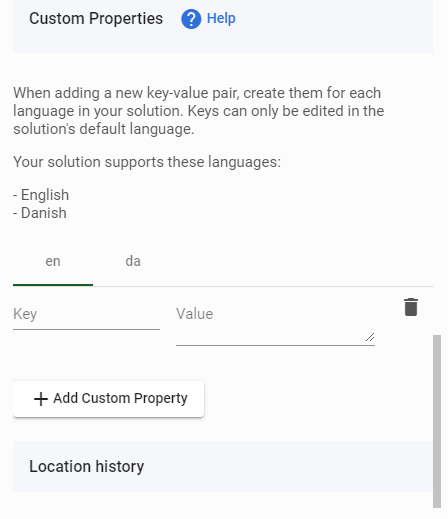 Custom Properties ? Help
When adding a new key-value pair, create them for each
language in your solution. Keys can only be edited in the
solution's default language.
Your solution supports these languages:
- English
- Danish
en da
Key Value
+ Add Custom Property
Location history